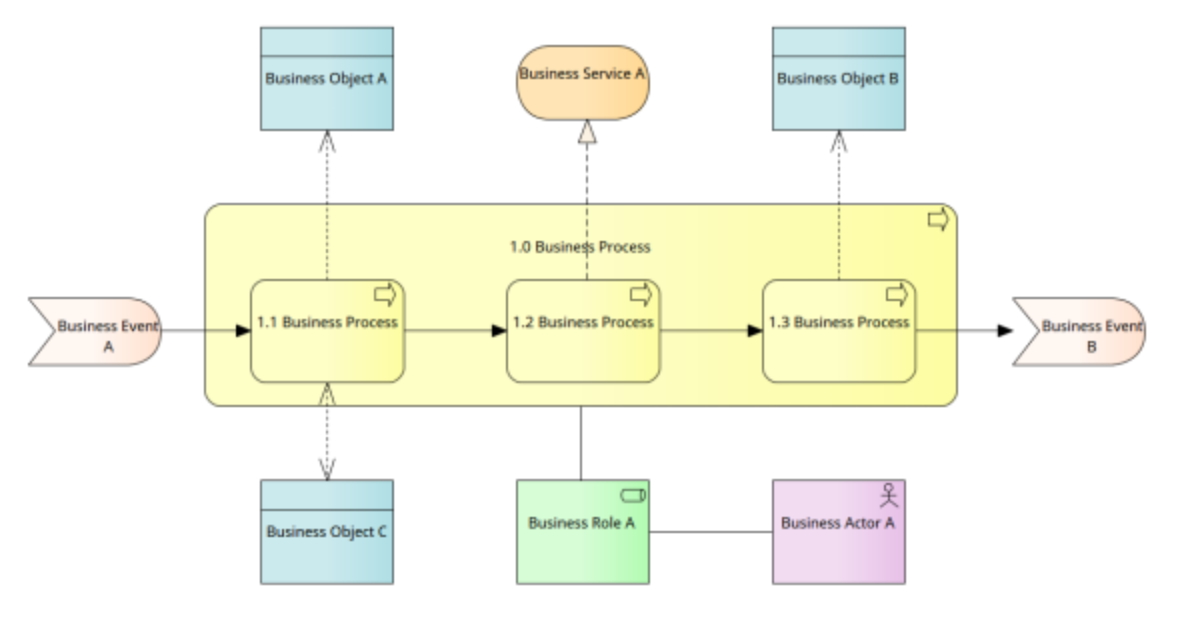 Business Object A
Business Service A
Business Object B
1.0 Business Process
1.1 Business Process
1.2 Business Process
1.3 Business Process
Business Event
A
Business Event
B
Business Object C
Business Role A
Business Actor A